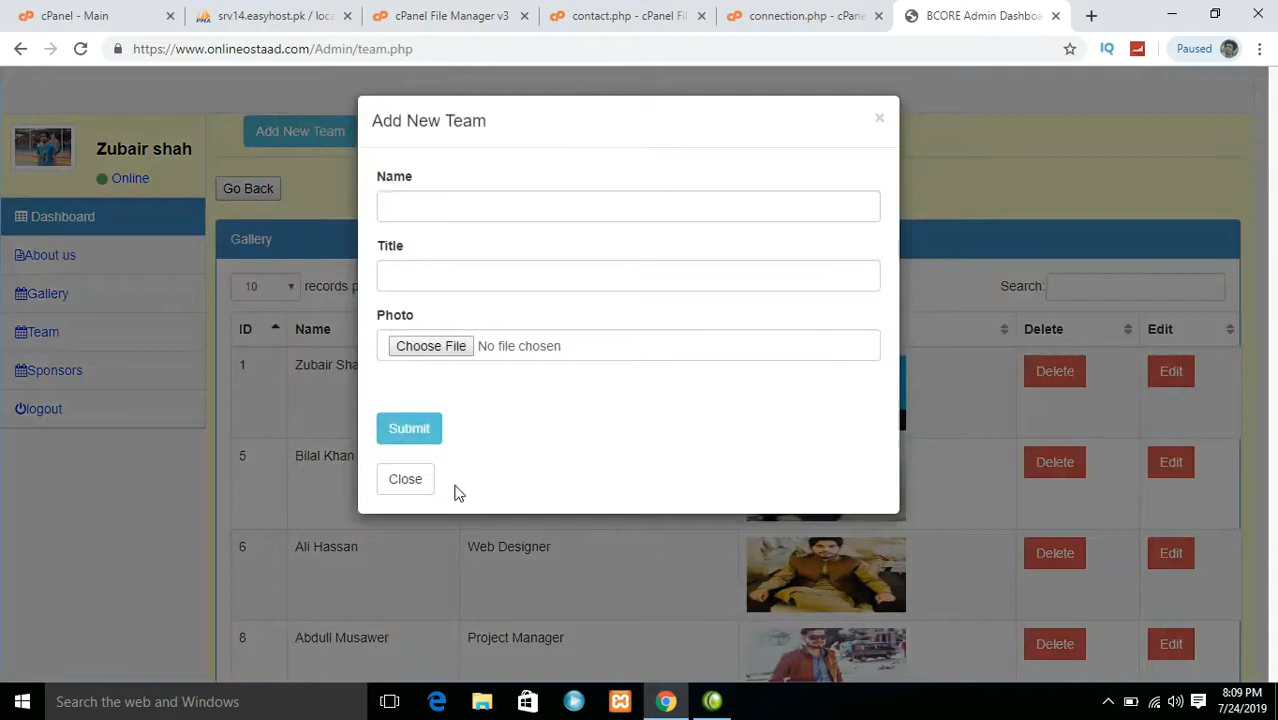 cPanel - Main
srv14.easyhost.pk / loca
cPanel File Manager v3
contact.php - cPanel Fil
connection.php - cPane
BCORE Admin Dashboa
https://www.onlineostaad.com/Admin/team.php
IQ
Paused
Zubair shah
Online
Dashboard
About us
Gallery
Team
Sponsors
logout
Add New Team
Go Back
Gallery
10 records p
Search:
ID Name Delete Edit
1 Zubair Sha Delete Edit
5 Bilal Khan Delete Edit
6 Ali Hassan Web Designer Delete Edit
8 Abdull Musawer Project Manager Delete Edit
Add New Team ×
Name
Title
Photo
Choose File No file chosen
Submit
Close
Search the web and Windows
8:09 PM
7/24/2019